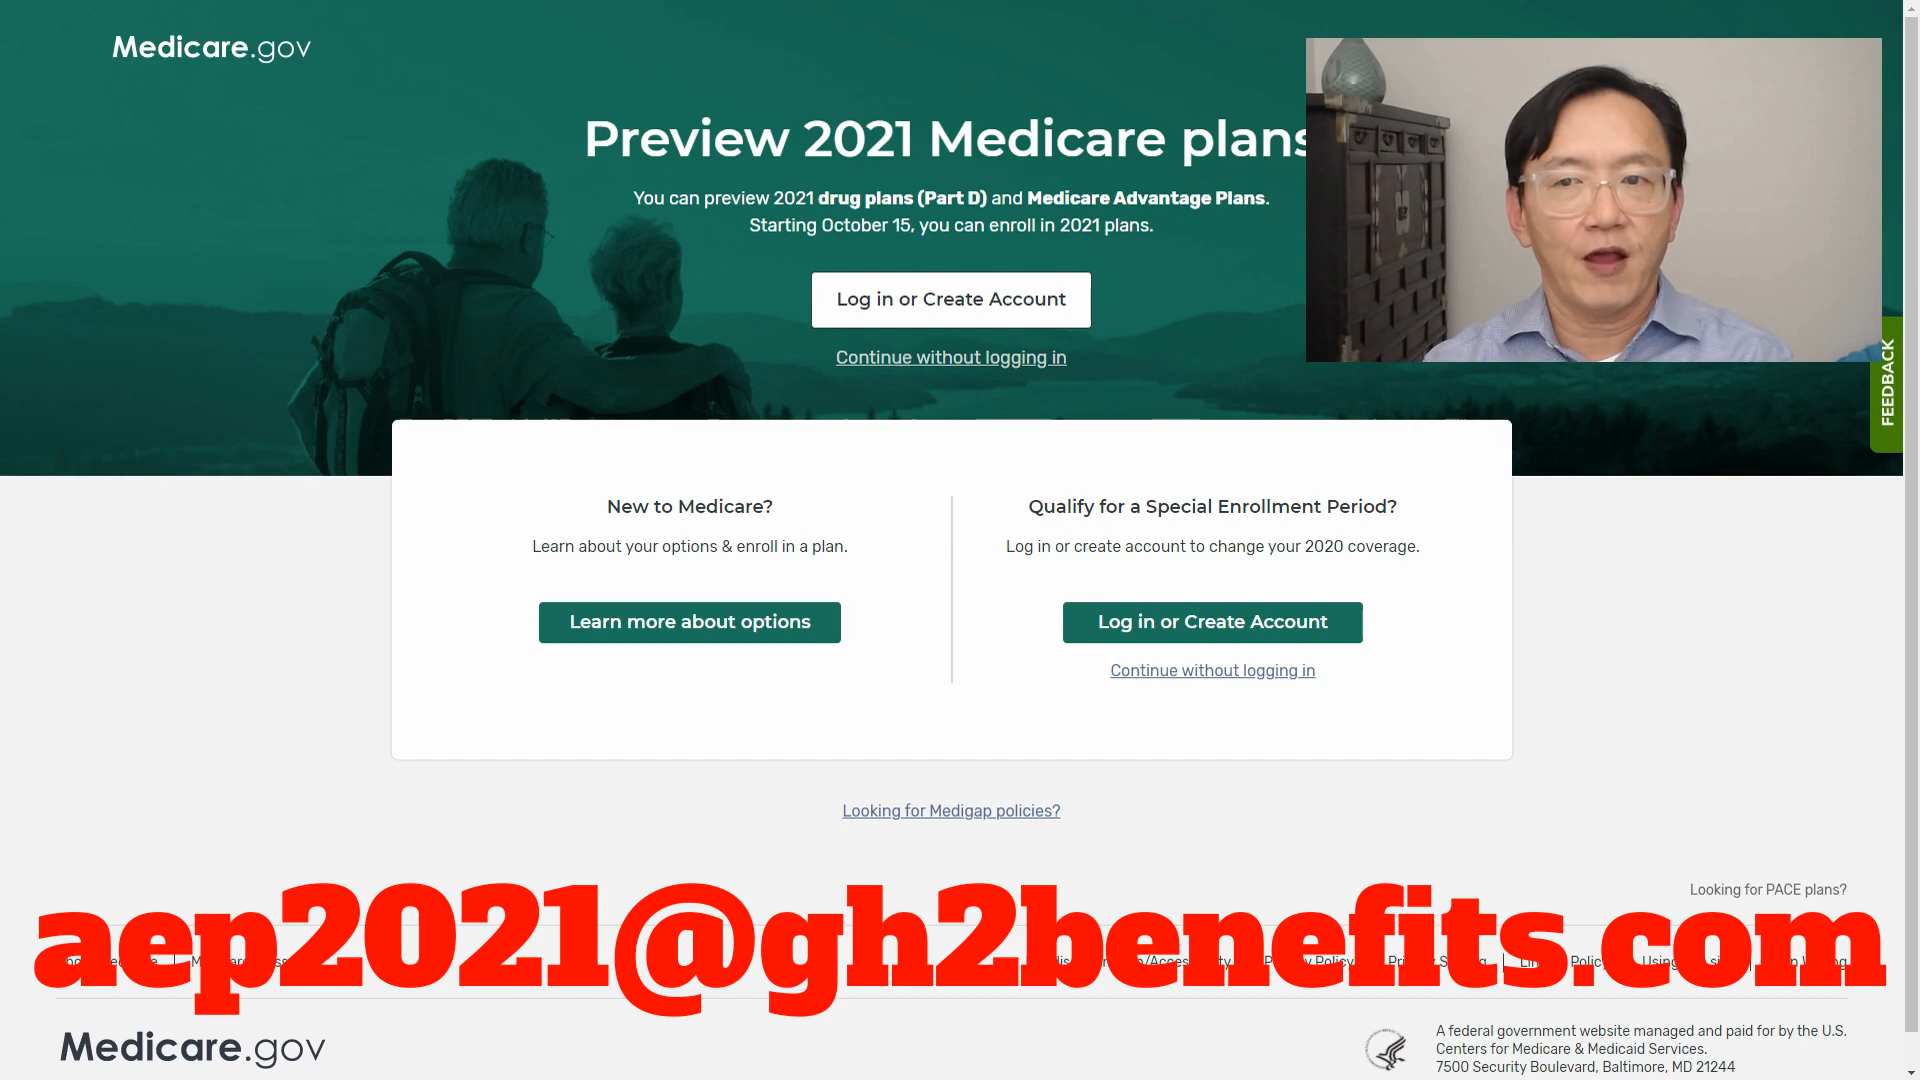 Medicare.gov
Preview 2021 Medicare plans
You can preview 2021 drug plans (Part D) and Medicare Advantage Plans.
Starting October 15, you can enroll in 2021 plans.
Log in or Create Account
Continue without logging in
FEEDBACK
New to Medicare?
Learn about your options & enroll in a plan.
Learn more about options
Qualify for a Special Enrollment Period?
Log in or create account to change your 2020 coverage.
Log in or Create Account
Continue without logging in
Looking for Medigap policies?
Looking for PACE plans?
aep2021@gh2benefits.com
Policy
Using
Medicare.gov
A federal government website managed and paid for by the U.S.
Centers for Medicare & Medicaid Services.
7500 Security Boulevard, Baltimore, MD 21244